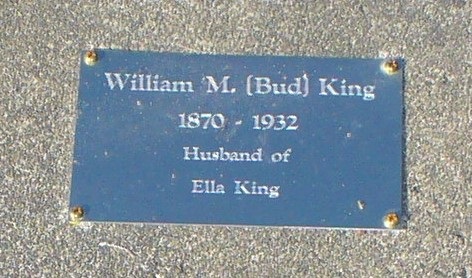 William M. (Bud) King
1870 - 1932
Husband of
Ella King